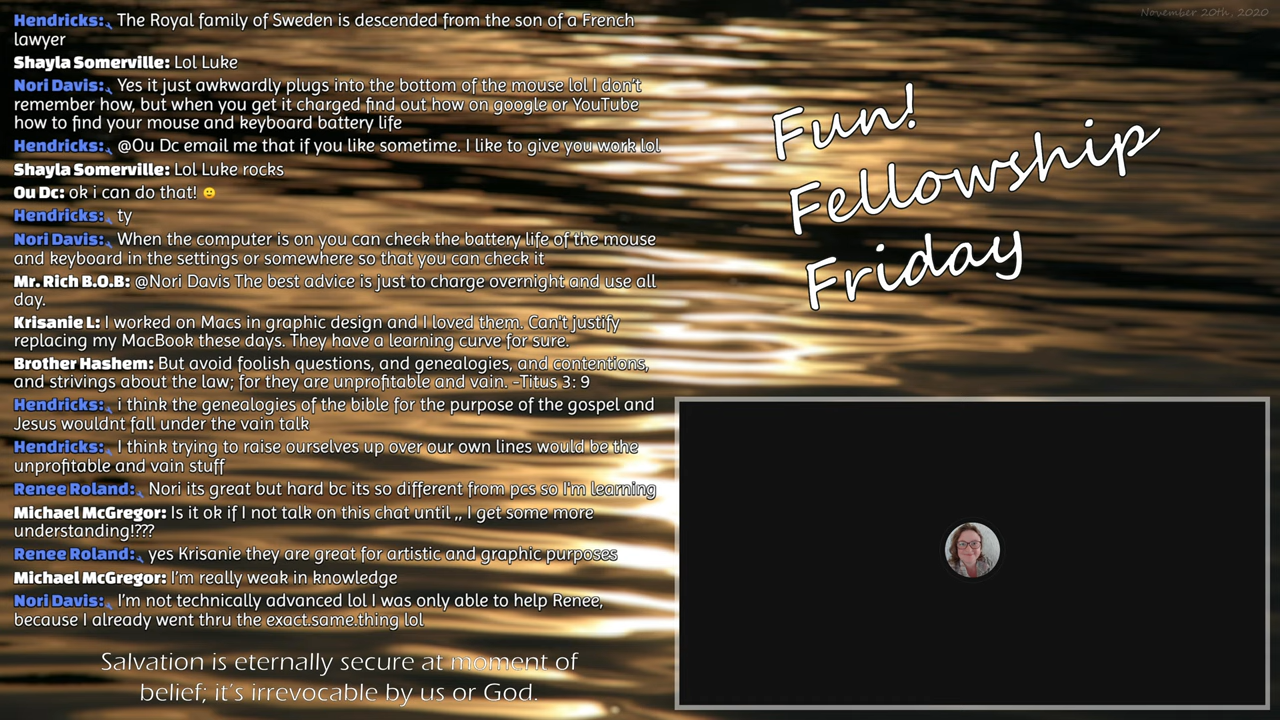 Hendricks: The Royal family of Sweden is descended from the son of a French
lawyer
Shayla Somerville: Lol Luke
Nori Davis: Yes it just awkwardly plugs into the bottom of the mouse lol I don't
remember how, but when you get it charged find out how on google or YouTube
how to find your mouse and keyboard battery life
Hendricks: @Ou Dc email me that if you like sometime. I like to give you work lol
Shayla Somerville: Lol Luke rocks
Ou Dc: ok i can do that! 🙂
Hendricks: ty
Nori Davis: When the computer is on you can check the battery life of the mouse
and keyboard in the settings or somewhere so that you can check it
Mr. Rich B.O.B: @Nori Davis The best advice is just to charge overnight and use all
day.
Krisanie L: I worked on Macs in graphic design and I loved them. Can't justify
replacing my MacBook these days. They have a learning curve for sure.
Brother Hashem: But avoid foolish questions, and genealogies, and contentions,
and strivings about the law; for they are unprofitable and vain. -Titus 3: 9
Hendricks: i think the genealogies of the bible for the purpose of the gospel and
Jesus wouldnt fall under the vain talk
Hendricks: I think trying to raise ourselves up over our own lines would be the
unprofitable and vain stuff
Renee Roland: Nori its great but hard bc its so different from pcs so I'm learning
Michael McGregor: Is it ok if I not talk on this chat until ,, I get some more
understanding!???
Renee Roland: yes Krisanie they are great for artistic and graphic purposes
Michael McGregor: I'm really weak in knowledge
Nori Davis: I'm not technically advanced lol I was only able to help Renee,
because I already went thru the exact.same.thing lol
Salvation is eternally secure at moment of
belief; it's irrevocable by us or God.
November 20th, 2020
Fun!
Fellowship
Friday